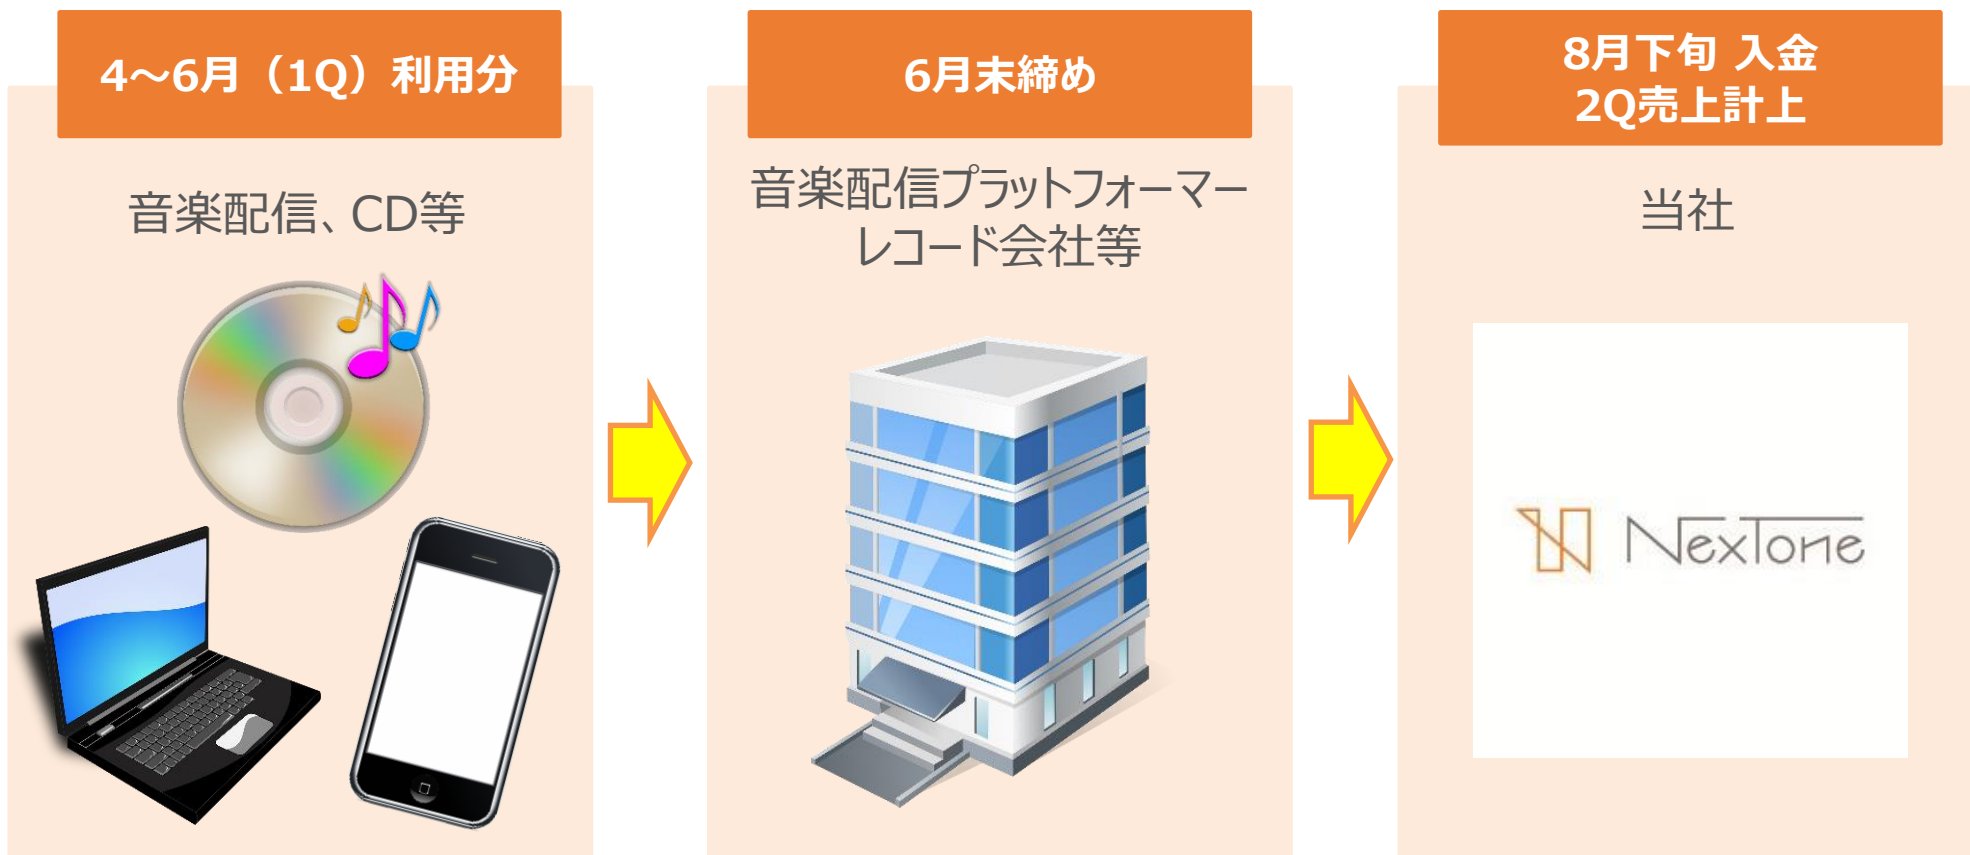 4～6月（1Q）利用分
音楽配信、CD等
6月末締め
音楽配信プラットフォーマー
レコード会社等
8月下旬 入金
2Q売上計上
当社
NexTone